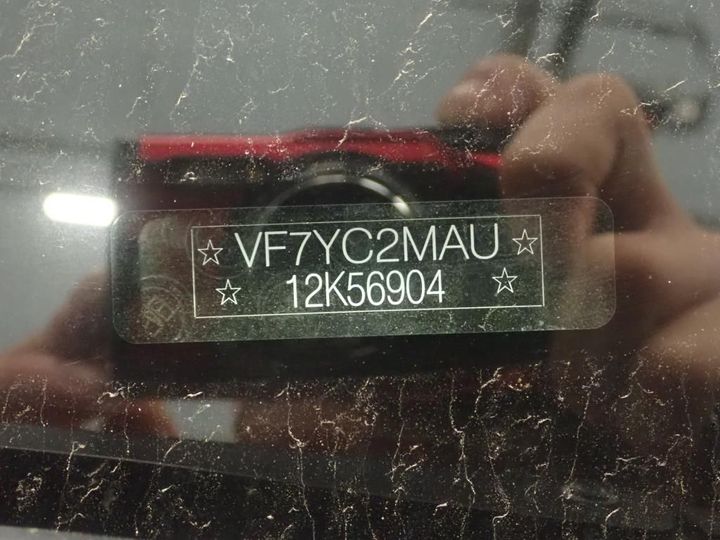 ☆ VF7YC2MAU ☆
☆ 12K56904 ☆